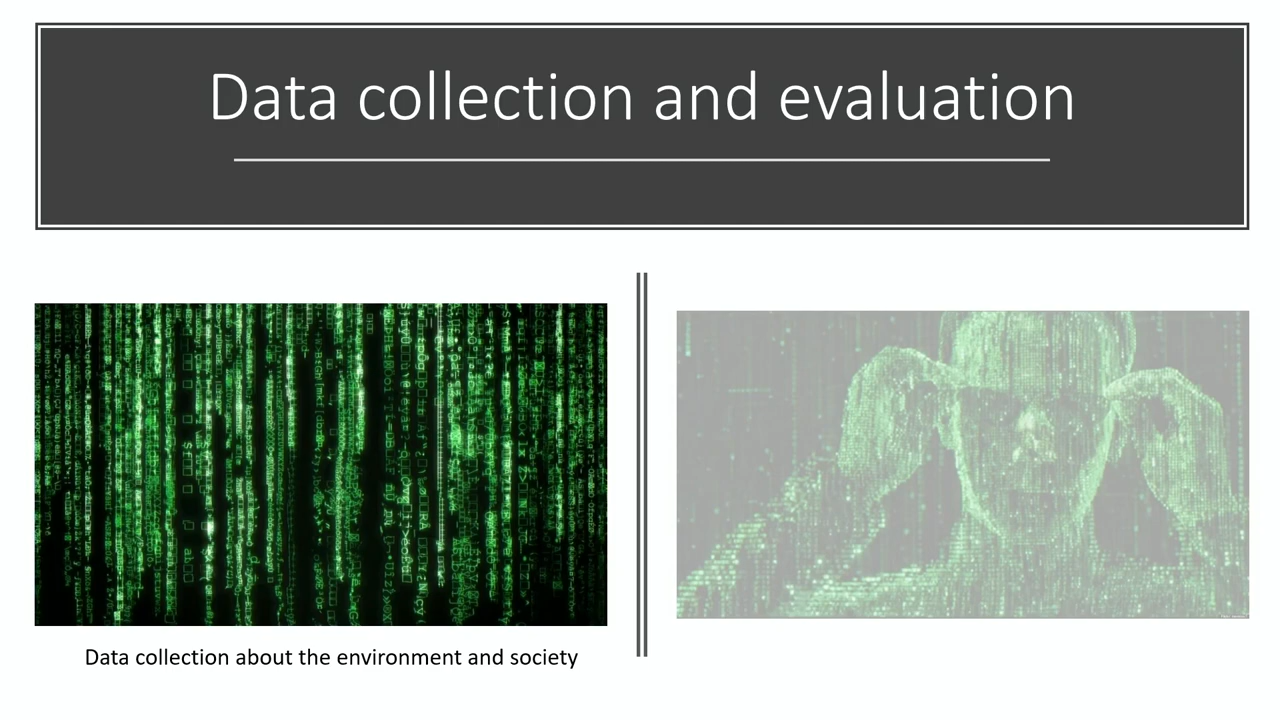 Data collection and evaluation
Data collection about the environment and society